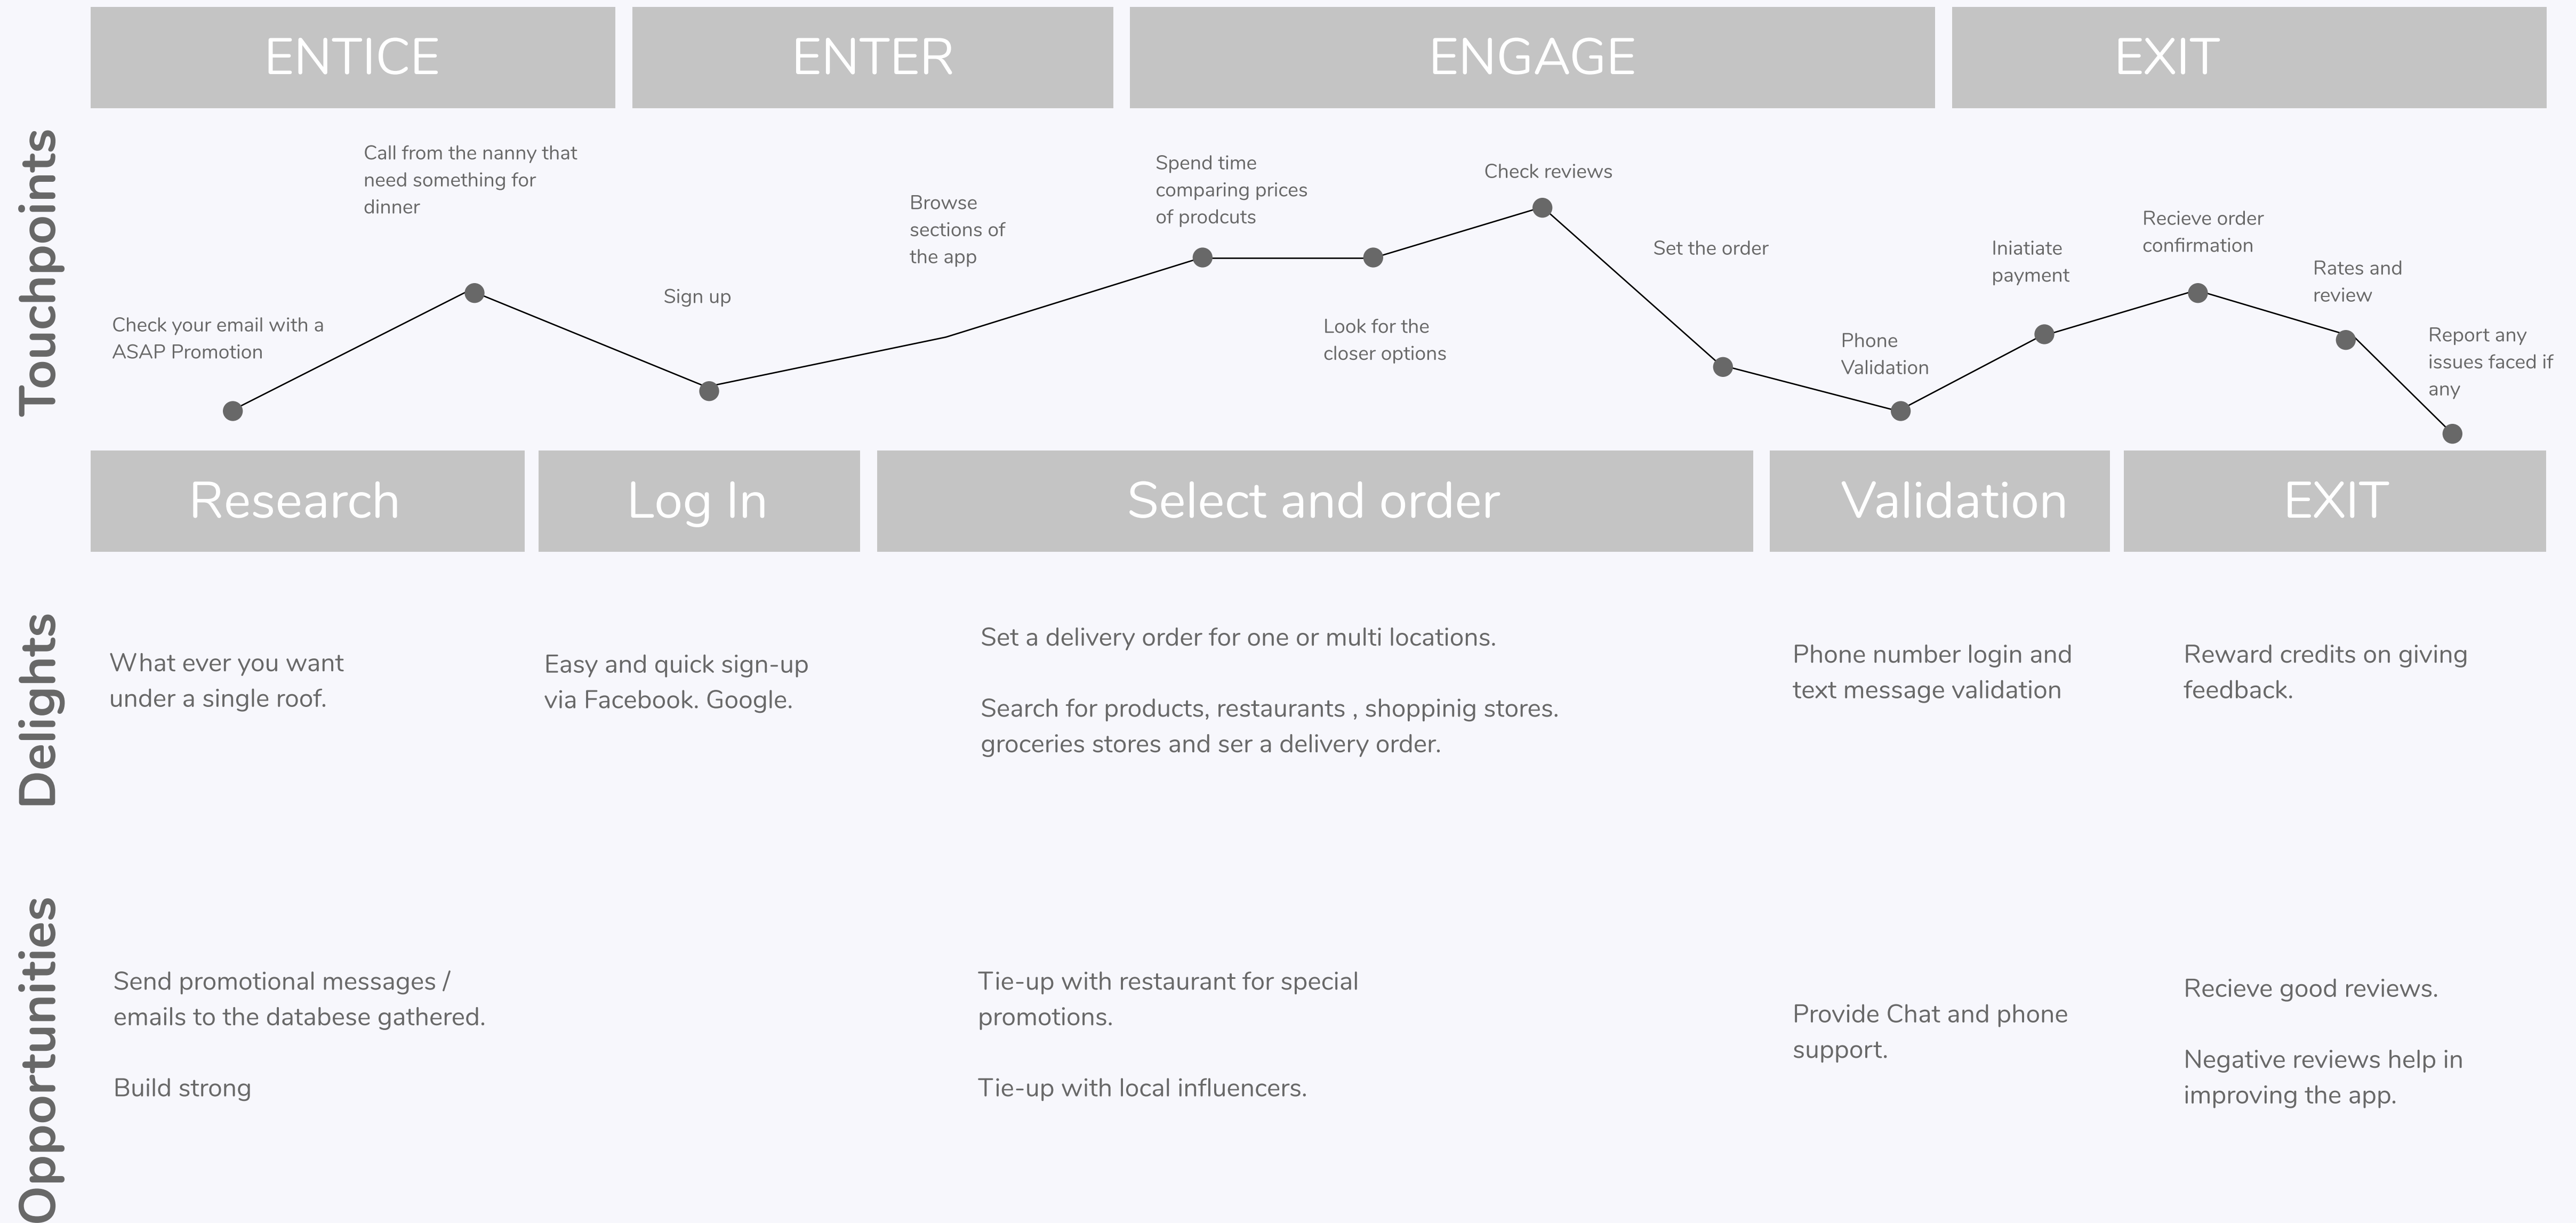 ENTICE
ENTER
ENGAGE
EXIT
Touchpoints
Check your email with a
ASAP Promotion
Call from the nanny that
need something for
dinner
Sign up
Browse
sections of
the app
Spend time
comparing prices
of prodcuts
Look for the
closer options
Check reviews
Set the order
Phone
Validation
Iniatiate
payment
Recieve order
confirmation
Rates and
review
Report any
issues faced if
any
Research
Log In
Select and order
Validation
EXIT
Delights
What ever you want
under a single roof.
Easy and quick sign-up
via Facebook. Google.
Set a delivery order for one or multi locations.
Search for products, restaurants , shoppinig stores.
groceries stores and ser a delivery order.
Phone number login and
text message validation
Reward credits on giving
feedback.
Opportunities
Send promotional messages /
emails to the databese gathered.
Build strong
Tie-up with restaurant for special
promotions.
Tie-up with local influencers.
Provide Chat and phone
support.
Recieve good reviews.
Negative reviews help in
improving the app.